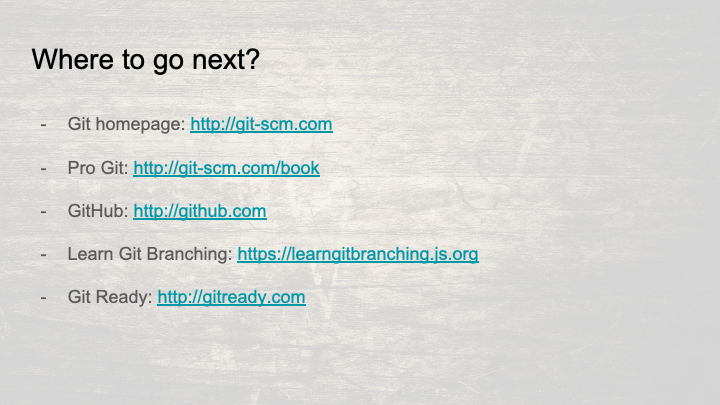 Where to go next?
- Git homepage: http://git-scm.com
- Pro Git: http://git-scm.com/book
- GitHub: http://github.com
- Learn Git Branching: https://learngitbranching.js.org
- Git Ready: http://gitready.com